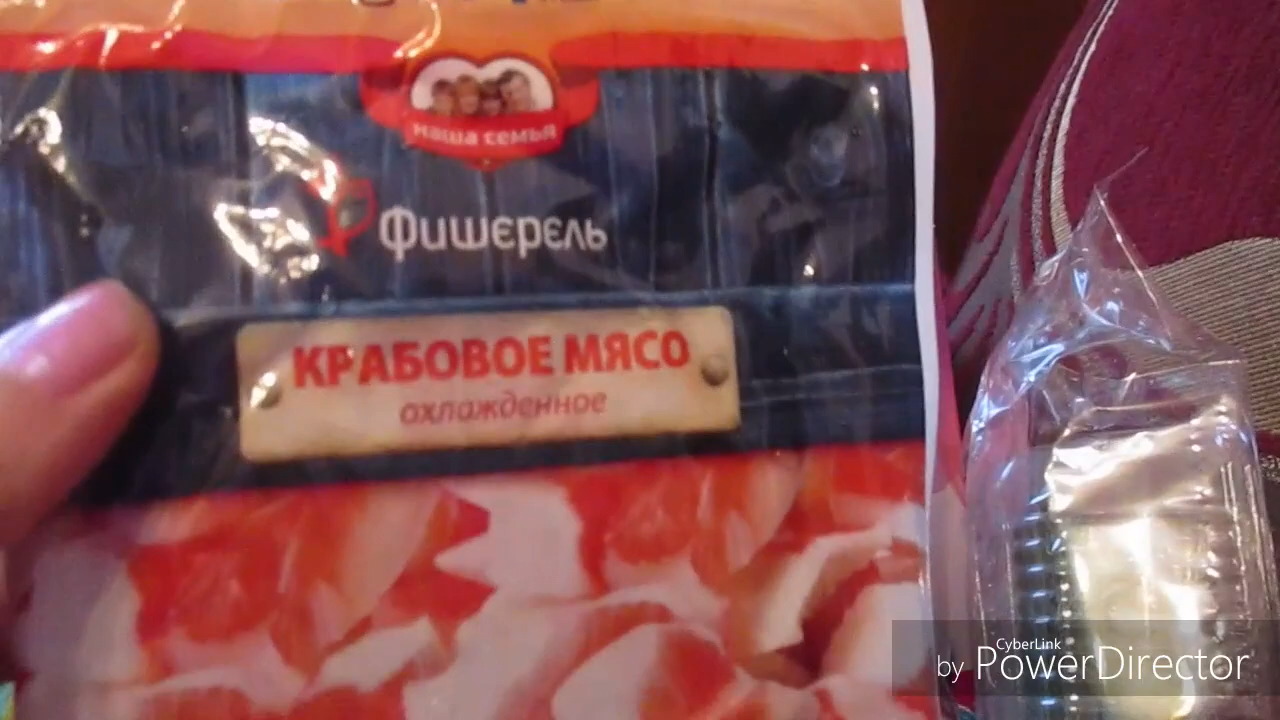 наша семья
Фишерель
КРАБОВОЕ МЯСО
охлажденное
CyberLink
by PowerDirector